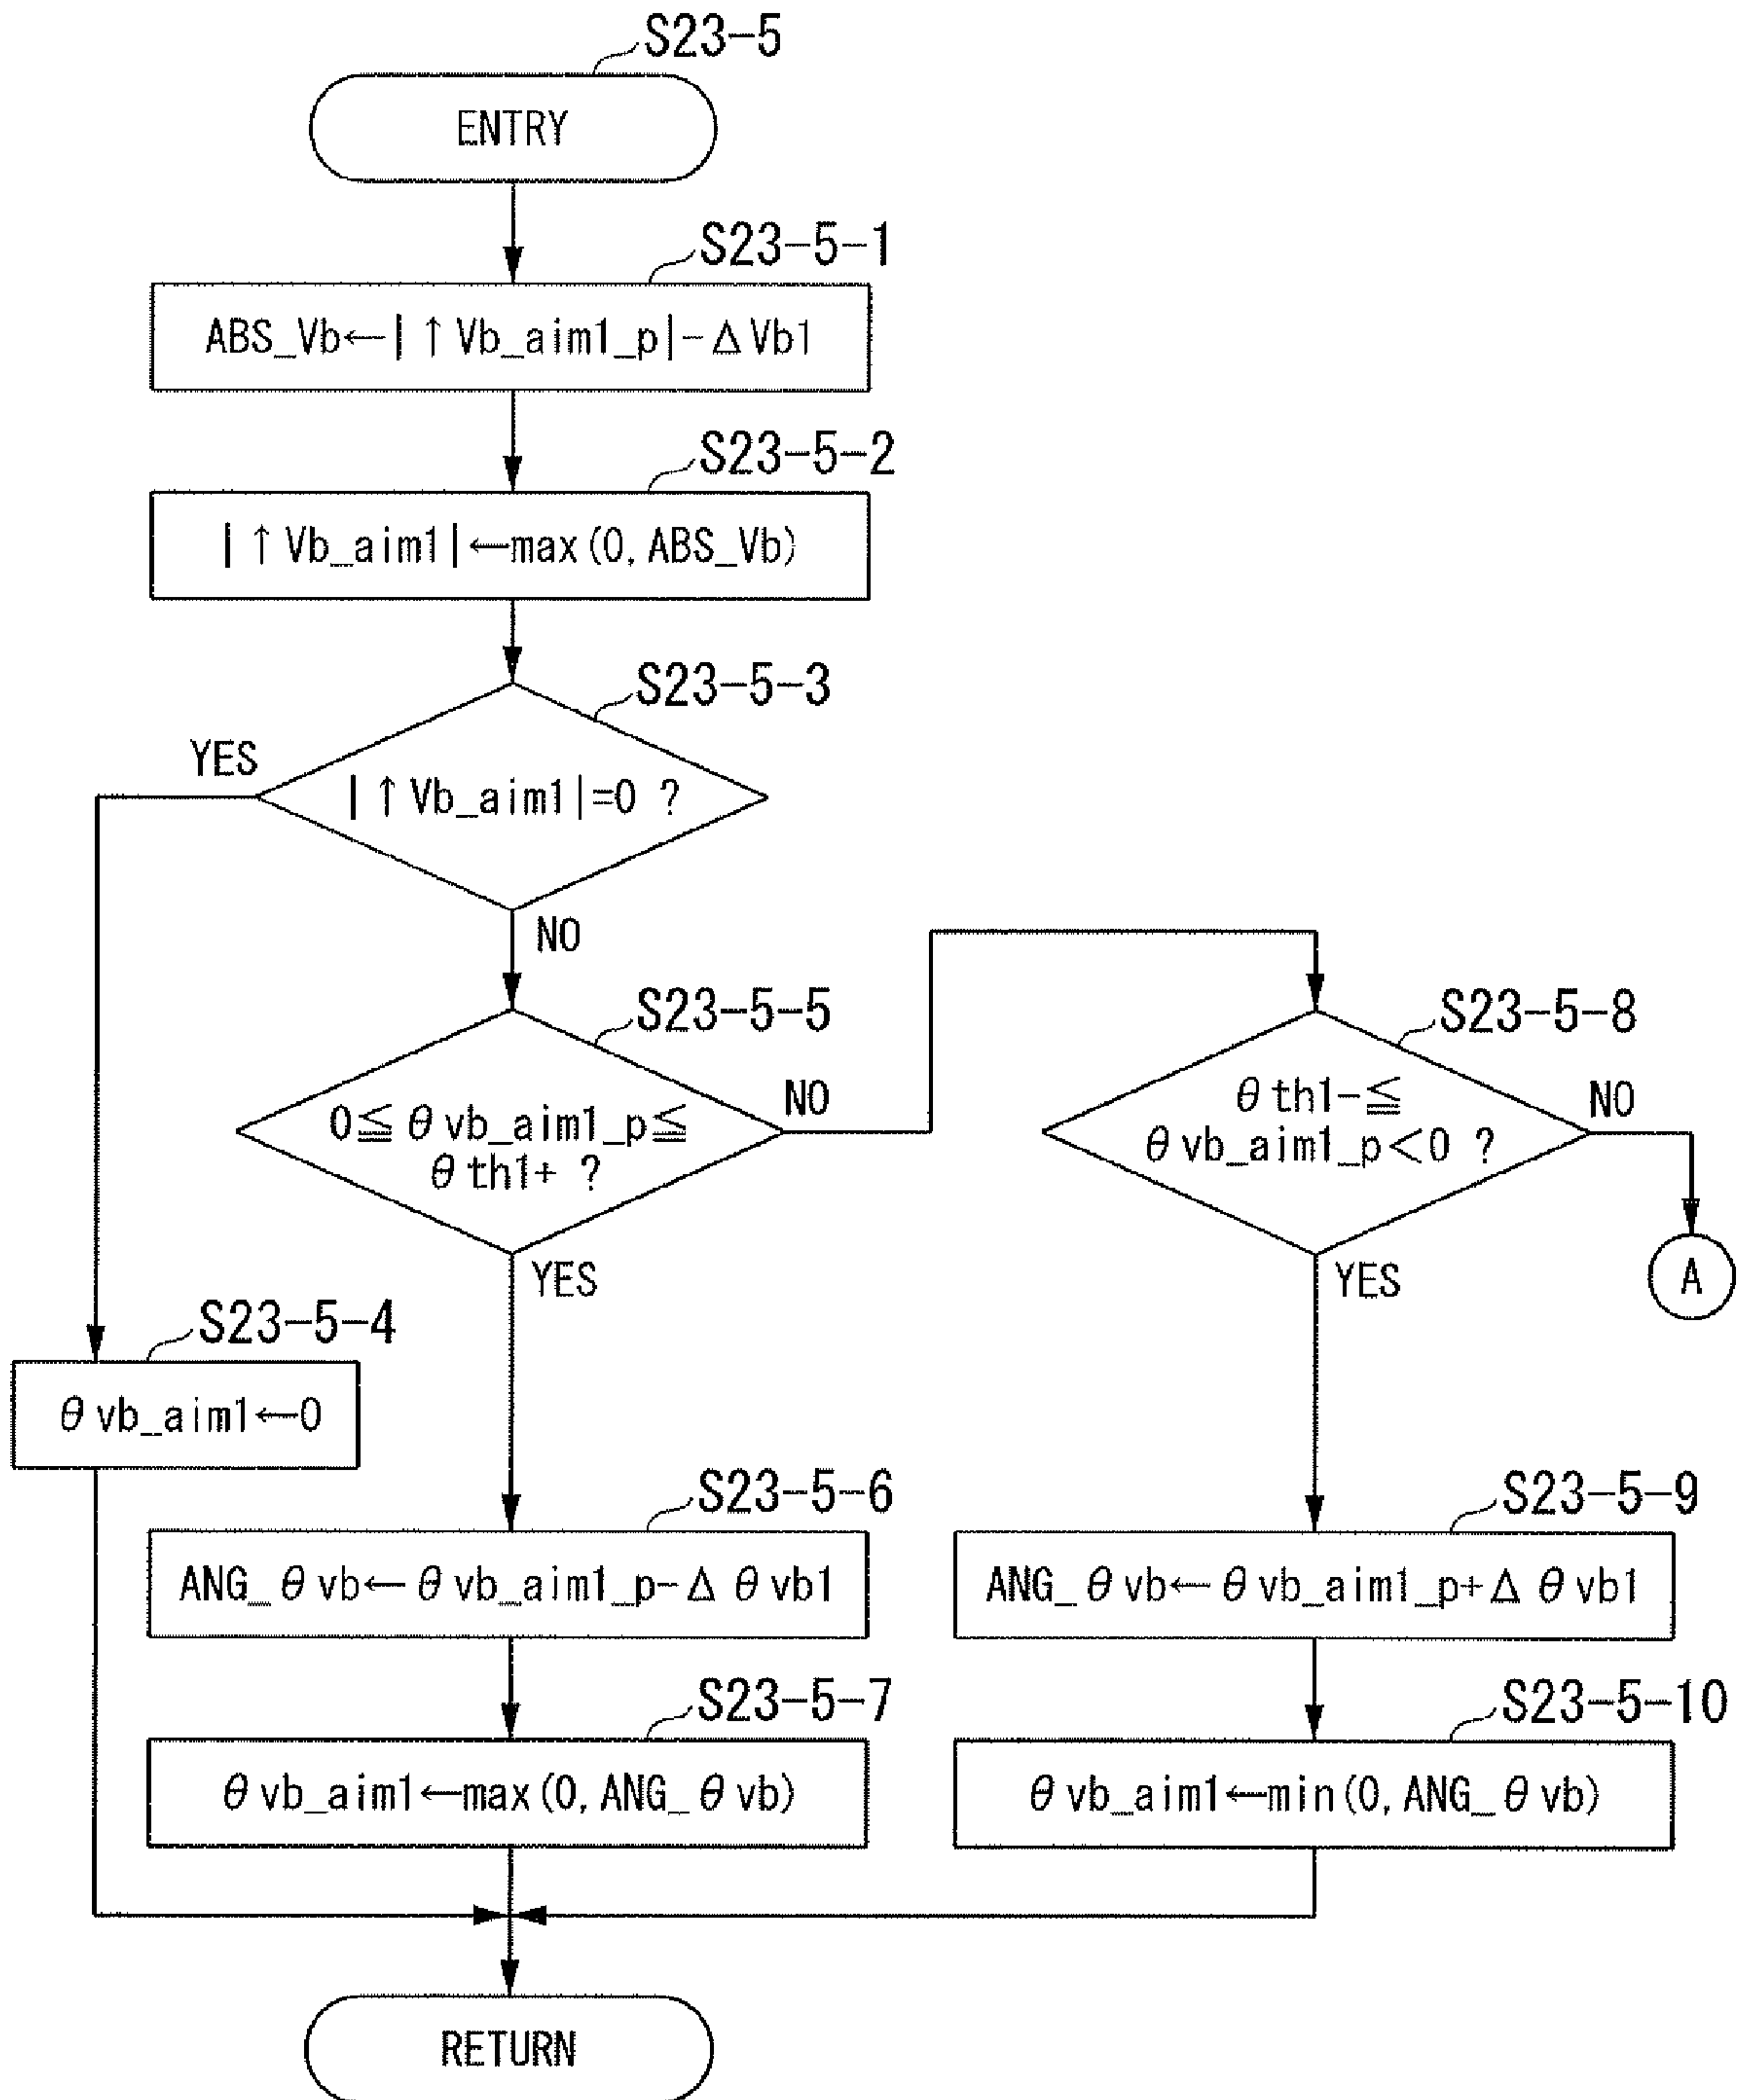 S23-5
ENTRY
S23-5-1
ABS_Vb←|↑Vb_aim1_p|-ΔVb1
S23-5-2
|↑Vb_aim1|←max(0, ABS_Vb)
S23-5-3
YES
|↑Vb_aim1|=0 ?
NO
S23-5-5
0≦θvb_aim1_p≦
θth1+ ?
NO
YES
S23-5-8
θth1-≦
θvb_aim1_p<0 ?
NO
YES
A
S23-5-4
θvb_aim1←0
S23-5-6
ANG_θvb←θvb_aim1_p-Δθvb1
S23-5-9
ANG_θvb←θvb_aim1_p+Δθvb1
S23-5-7
θvb_aim1←max(0, ANG_θvb)
S23-5-10
θvb_aim1←min(0, ANG_θvb)
RETURN